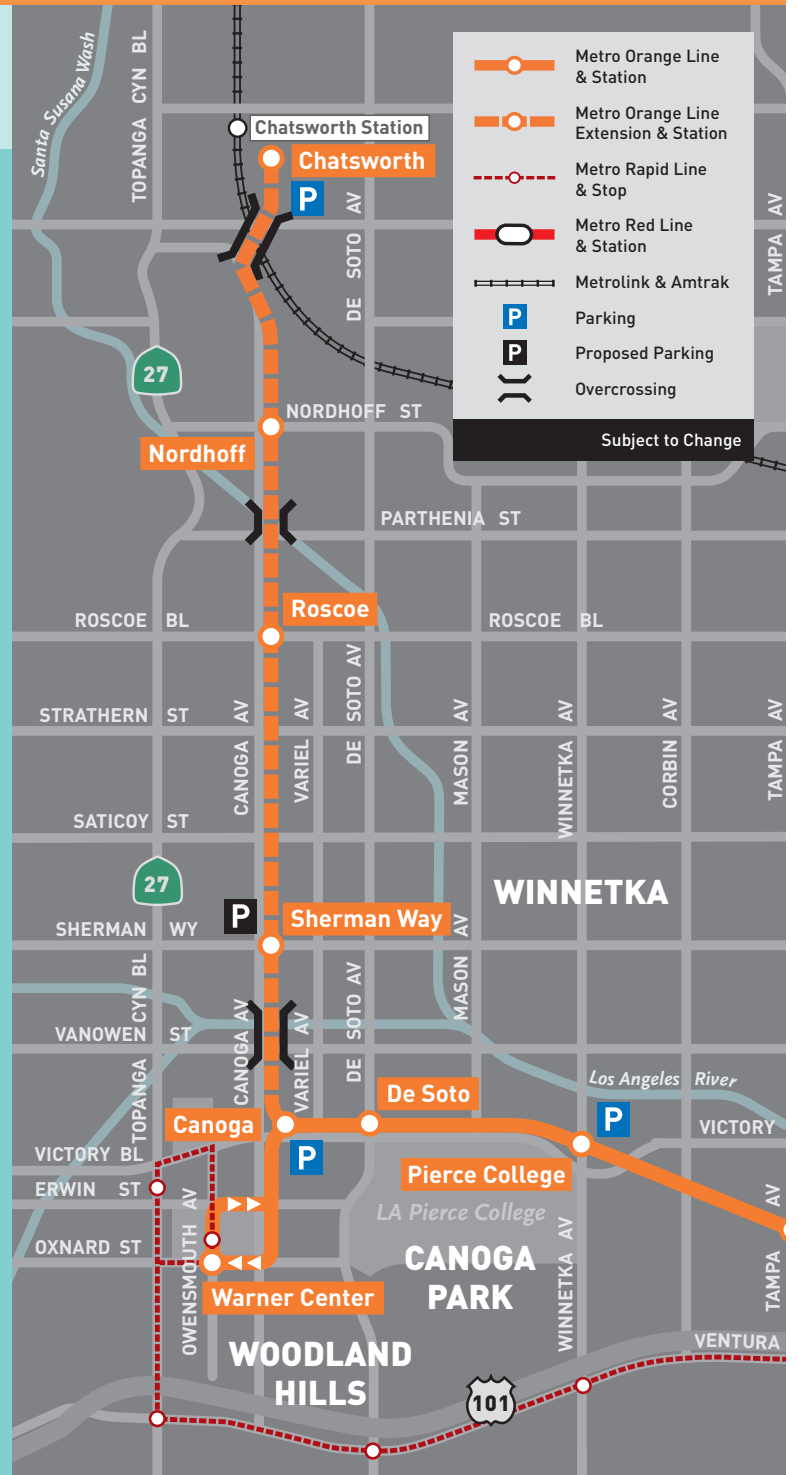 Santa Susana Wash
TOPANGA CYN BL
Chatsworth Station
Chatsworth
P
DE SOTO AV
TAMPA AV
Metro Orange Line
& Station
Metro Orange Line
Extension & Station
Metro Rapid Line
& Stop
Metro Red Line
& Station
Metrolink & Amtrak
P
Parking
P
Proposed Parking
Overcrossing
Subject to Change
27
NORDHOFF ST
Nordhoff
PARTHENIA ST
Roscoe
ROSCOE BL
ROSCOE BL
STRATHERN ST
CANOGA AV
VARIEL AV
DE SOTO AV
MASON AV
WINNETKA AV
CORBIN AV
TAMPA AV
SATICOY ST
27
WINNETKA
P
Sherman Way
SHERMAN WY
TOPANGA CYN BL
CANOGA AV
VARIEL AV
DE SOTO AV
MASON AV
VANOWEN ST
Los Angeles River
De Soto
Canoga
P
P
VICTORY
VICTORY BL
Pierce College
ERWIN ST
LA Pierce College
OXNARD ST
OWENSMOUTH AV
CANOGA
PARK
WINNETKA AV
TAMPA AV
Warner Center
WOODLAND
HILLS
VENTURA
101